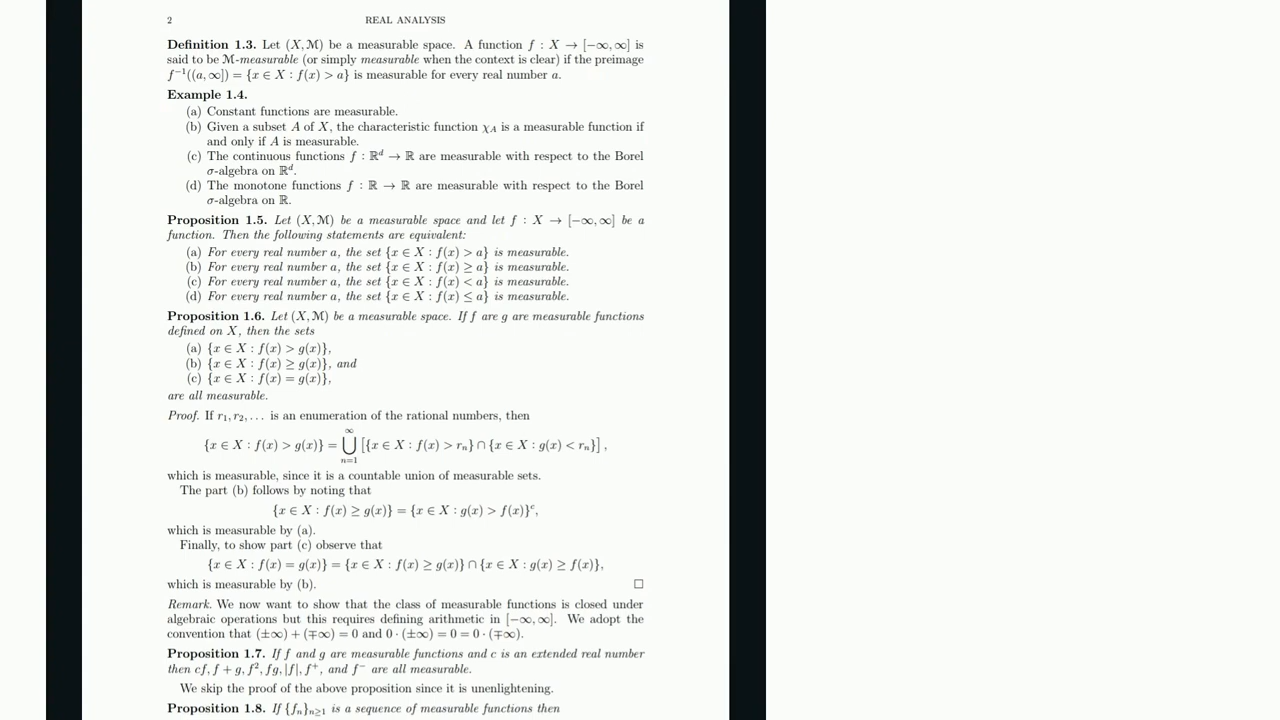 2 REAL ANALYSIS
Definition 1.3. Let (X, M) be a measurable space. A function f : X → [−∞, ∞] is
said to be M-measurable (or simply measurable when the context is clear) if the preimage
f⁻¹((a, ∞]) = {x ∈ X : f(x) > a} is measurable for every real number a.
Example 1.4.
(a) Constant functions are measurable.
(b) Given a subset A of X, the characteristic function χ_A is a measurable function if
and only if A is measurable.
(c) The continuous functions f : ℝᵈ → ℝ are measurable with respect to the Borel
σ-algebra on ℝᵈ.
(d) The monotone functions f : ℝ → ℝ are measurable with respect to the Borel
σ-algebra on ℝ.
Proposition 1.5. Let (X, M) be a measurable space and let f : X → [−∞, ∞] be a
function. Then the following statements are equivalent:
(a) For every real number a, the set {x ∈ X : f(x) > a} is measurable.
(b) For every real number a, the set {x ∈ X : f(x) ≥ a} is measurable.
(c) For every real number a, the set {x ∈ X : f(x) < a} is measurable.
(d) For every real number a, the set {x ∈ X : f(x) ≤ a} is measurable.
Proposition 1.6. Let (X, M) be a measurable space. If f are g are measurable functions
defined on X, then the sets
(a) {x ∈ X : f(x) > g(x)},
(b) {x ∈ X : f(x) ≥ g(x)}, and
(c) {x ∈ X : f(x) = g(x)},
are all measurable.
Proof. If r₁, r₂, . . . is an enumeration of the rational numbers, then
{x ∈ X : f(x) > g(x)} = ⋃_{n=1}^{∞} [{x ∈ X : f(x) > rₙ} ∩ {x ∈ X : g(x) < rₙ}] ,
which is measurable, since it is a countable union of measurable sets.
The part (b) follows by noting that
{x ∈ X : f(x) ≥ g(x)} = {x ∈ X : g(x) > f(x)}ᶜ,
which is measurable by (a).
Finally, to show part (c) observe that
{x ∈ X : f(x) = g(x)} = {x ∈ X : f(x) ≥ g(x)} ∩ {x ∈ X : g(x) ≥ f(x)},
which is measurable by (b). □
Remark. We now want to show that the class of measurable functions is closed under
algebraic operations but this requires defining arithmetic in [−∞, ∞]. We adopt the
convention that (±∞) + (∓∞) = 0 and 0 · (±∞) = 0 = 0 · (∓∞).
Proposition 1.7. If f and g are measurable functions and c is an extended real number
then cf, f + g, f², fg, |f|, f⁺, and f⁻ are all measurable.
We skip the proof of the above proposition since it is unenlightening.
Proposition 1.8. If {fₙ}ₙ≥₁ is a sequence of measurable functions then